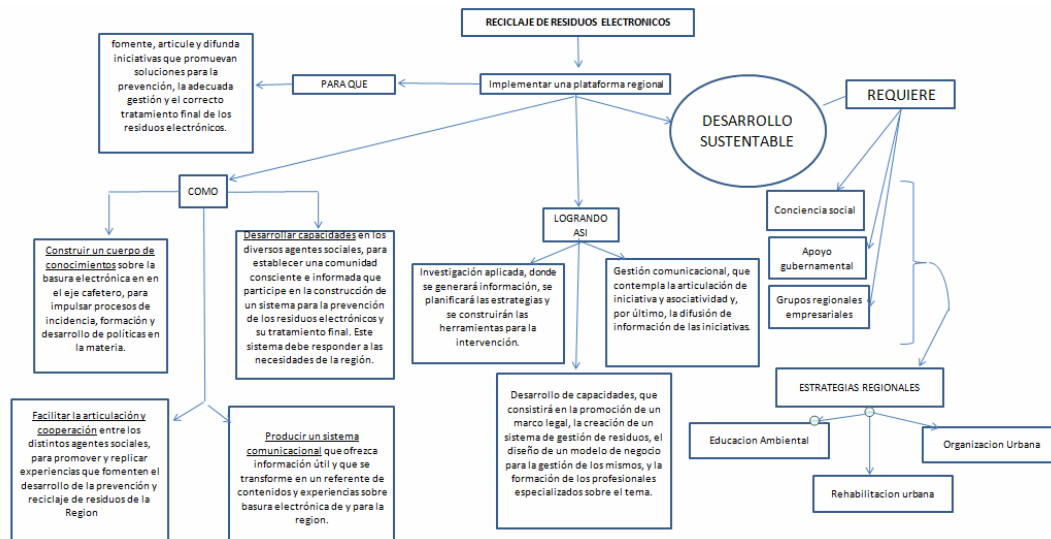 RECICLAJE DE RESIDUOS ELECTRONICOS
fomente, articule y difunda
iniciativas que promuevan
soluciones para la
prevención, la adecuada
gestión y el correcto
tratamiento final de los
residuos electrónicos.
PARA QUE
Implementar una plataforma regional
DESARROLLO
SUSTENTABLE
REQUIERE
COMO
LOGRANDO
ASI
Conciencia social
Apoyo
gubernamental
Grupos regionales
empresariales
Construir un cuerpo de
conocimientos sobre la
basura electrónica en en
el eje cafetero, para
impulsar procesos de
incidencia, formación y
desarrollo de políticas en
la materia.
Desarrollar capacidades en los
diversos agentes sociales, para
establecer una comunidad
consciente e informada que
participe en la construcción de
un sistema para la prevención
de los residuos electrónicos y
su tratamiento final. Este
sistema debe responder a las
necesidades de la región.
Investigación aplicada, donde
se generará información, se
planificará las estrategias y
se construirán las
herramientas para la
intervención.
Gestión comunicacional, que
contempla la articulación de
iniciativa y asociatividad y,
por último, la difusión de
información de las iniciativas.
ESTRATEGIAS REGIONALES
Facilitar la articulación y
cooperación entre los
distintos agentes sociales,
para promover y replicar
experiencias que fomenten el
desarrollo de la prevención y
reciclaje de residuos de la
Region
Producir un sistema
comunicacional que ofrezca
información útil y que se
transforme en un referente de
contenidos y experiencias sobre
basura electrónica de y para la
region.
Desarrollo de capacidades, que
consistirá en la promoción de un
marco legal, la creación de un
sistema de gestión de residuos, el
diseño de un modelo de negocio
para la gestión de los mismos, y la
formación de los profesionales
especializados sobre el tema.
Educacion Ambiental
Organizacion Urbana
Rehabilitacion urbana